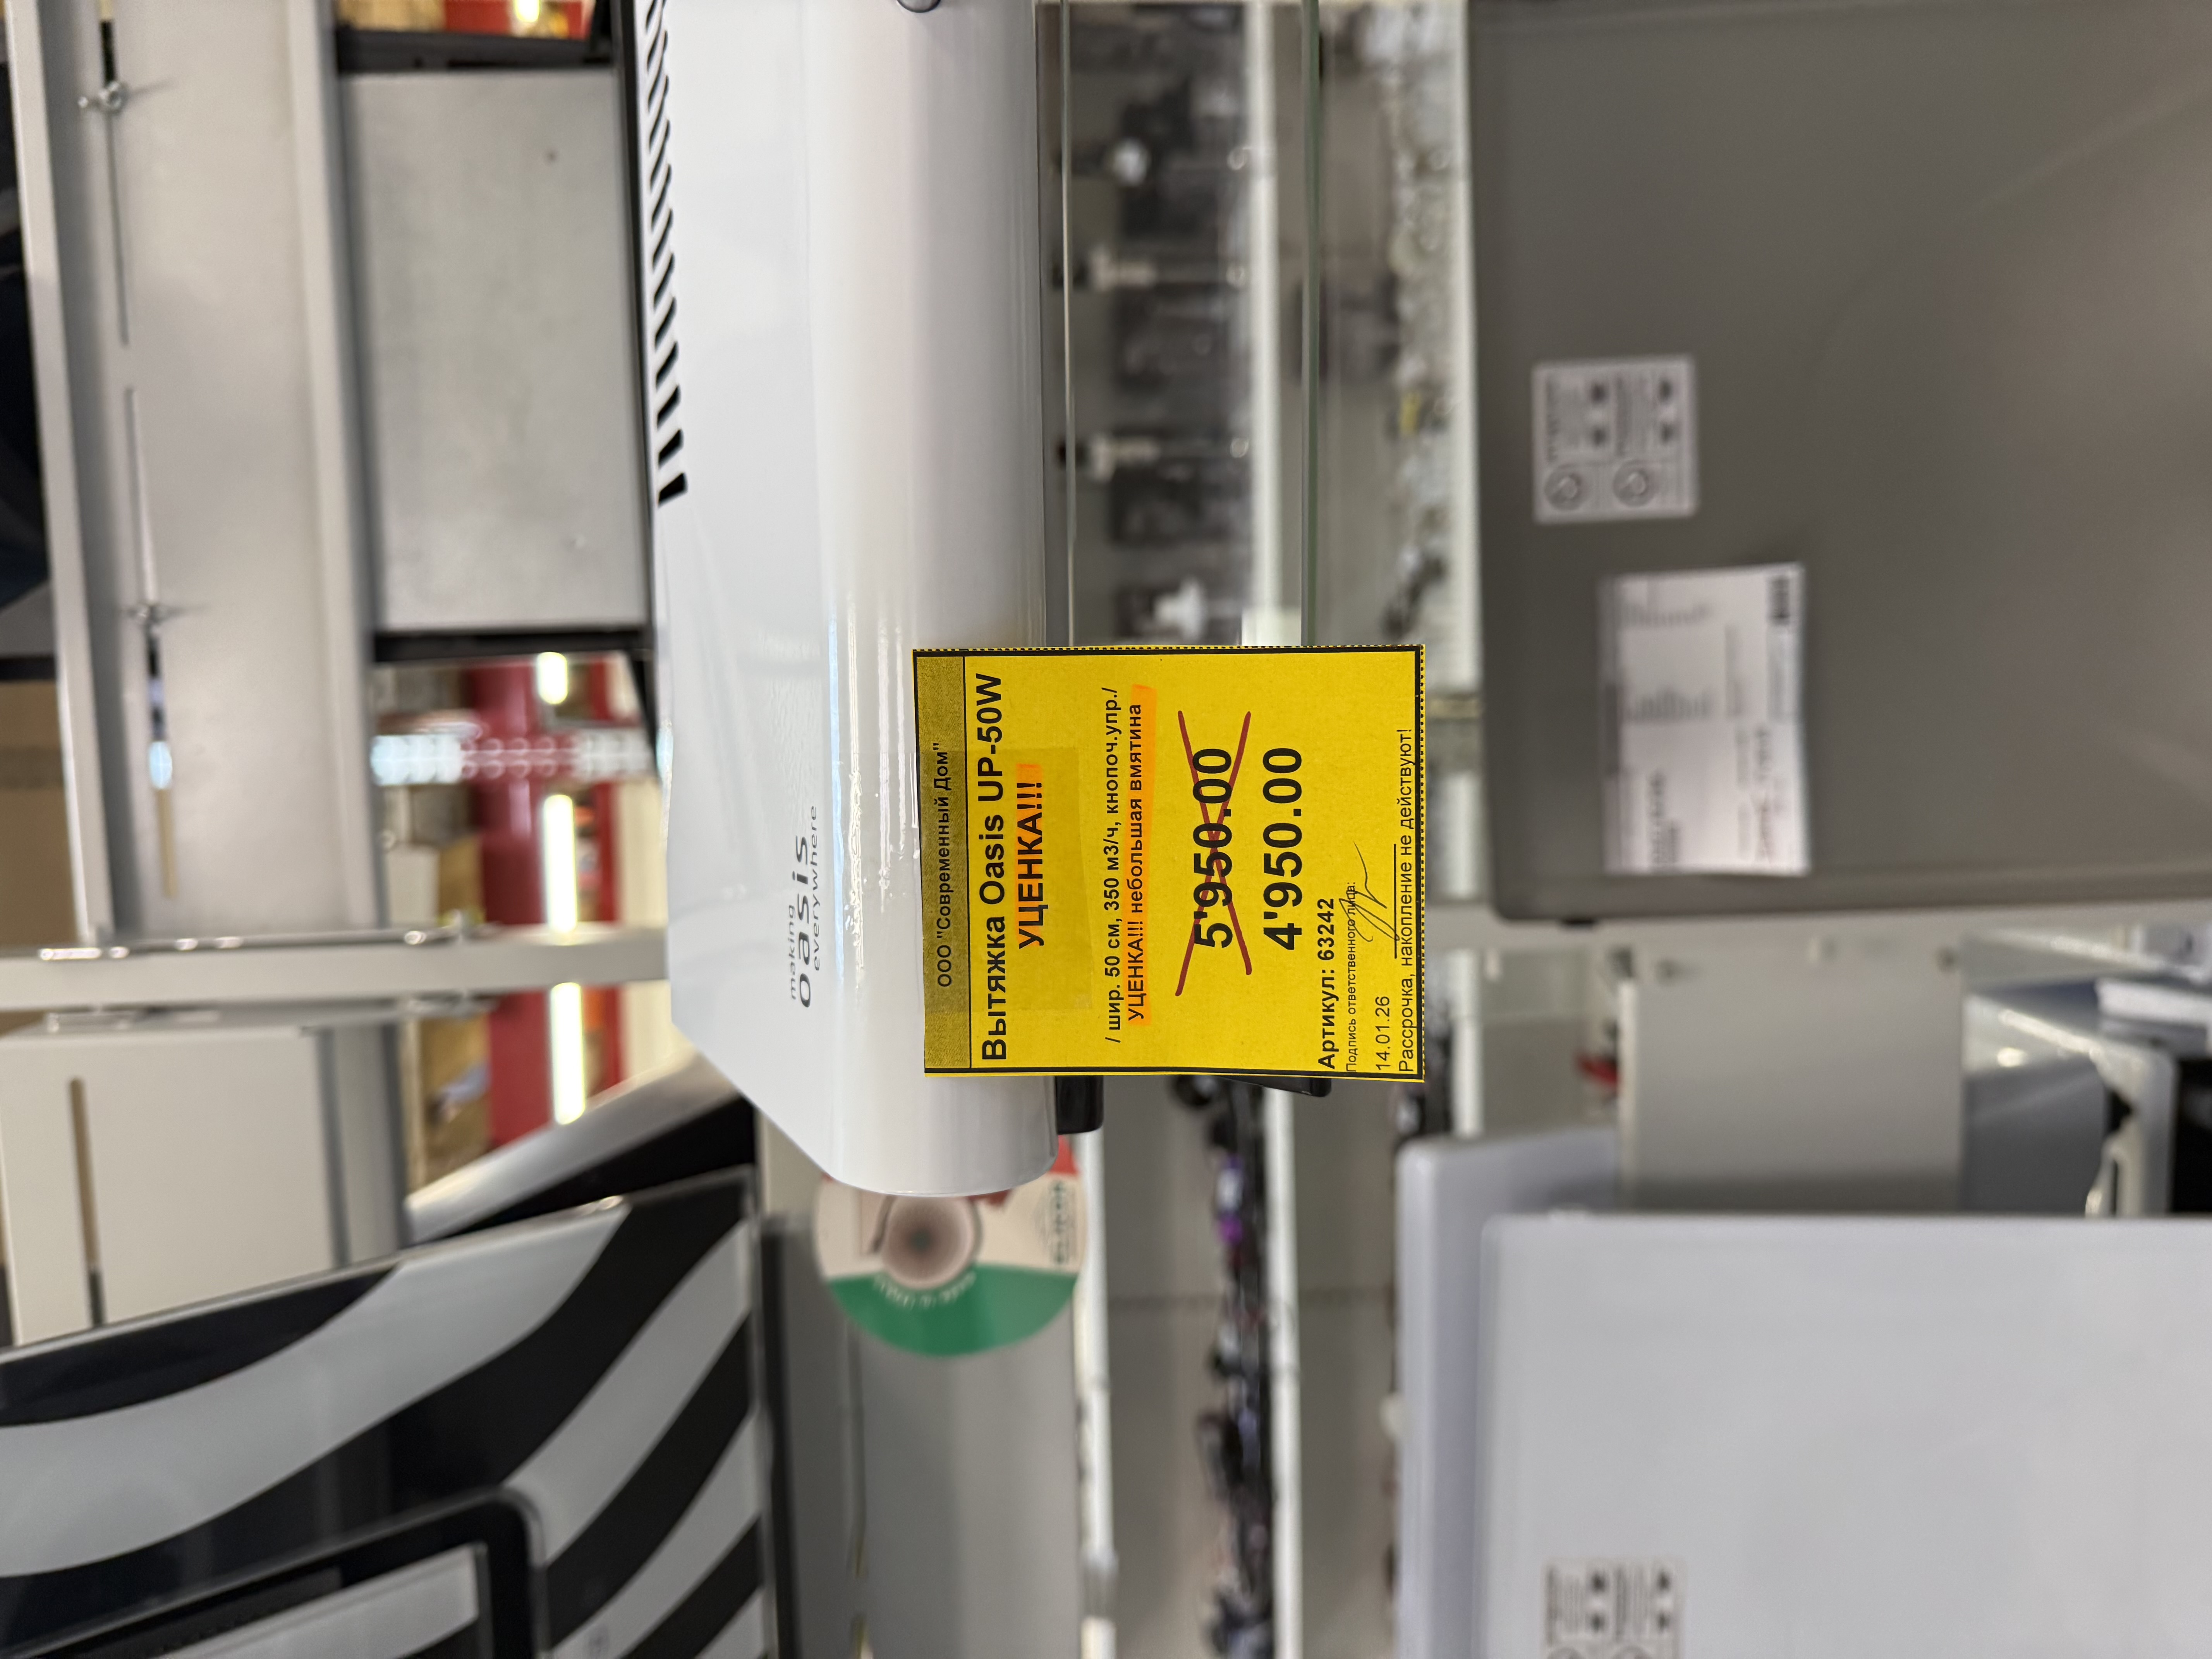 making
oasis
everywhere
ООО "Современный Дом"
Вытяжка Oasis UP-50W
УЦЕНКА!!!
/ шир. 50 см, 350 м3/ч, кнопоч.упр./
УЦЕНКА!!! небольшая вмятина
5'950.00
4'950.00
Артикул: 63242
Подпись ответственного лица:
14.01.26
Рассрочка, накопление не действуют!